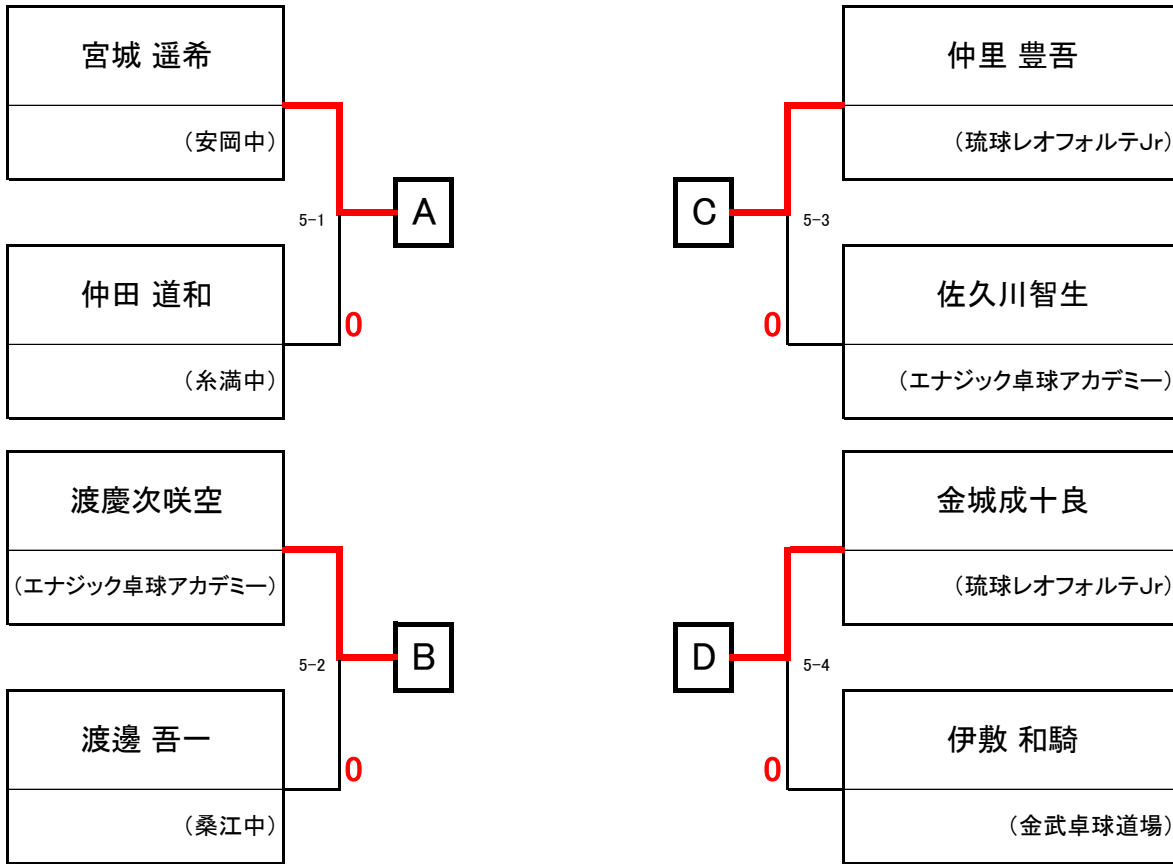 宮城 遥希
(安岡中)
5-1
A
仲田 道和
0
(糸満中)
渡慶次咲空
(エナジック卓球アカデミー)
5-2
B
渡邊 吾一
0
(桑江中)
仲里 豊吾
(琉球レオフォルテJr)
C
5-3
佐久川智生
0
(エナジック卓球アカデミー)
金城成十良
(琉球レオフォルテJr)
D
5-4
伊敷 和騎
0
(金武卓球道場)